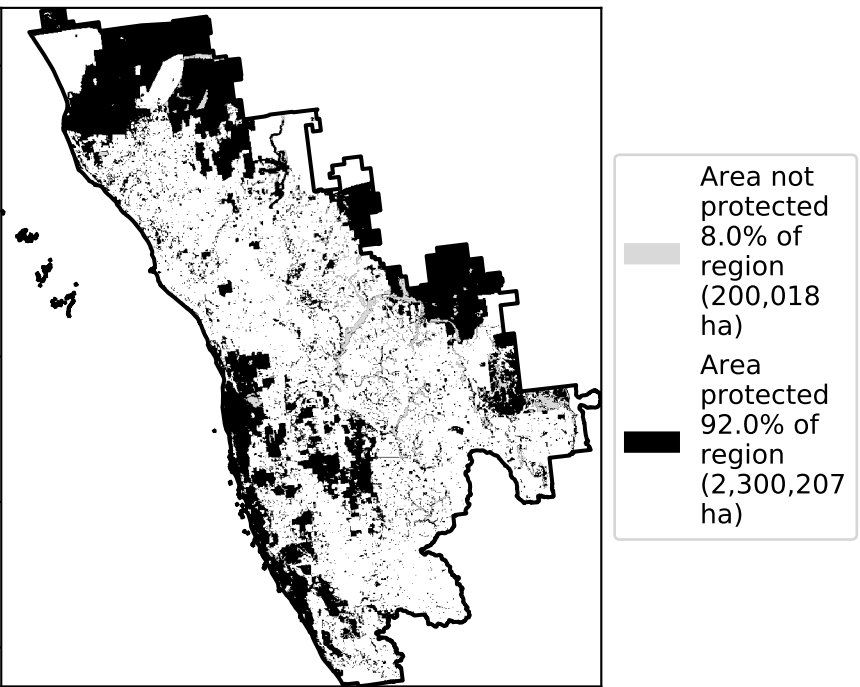 Area not
protected
8.0% of
region
(200,018
ha)
Area
protected
92.0% of
region
(2,300,207
ha)